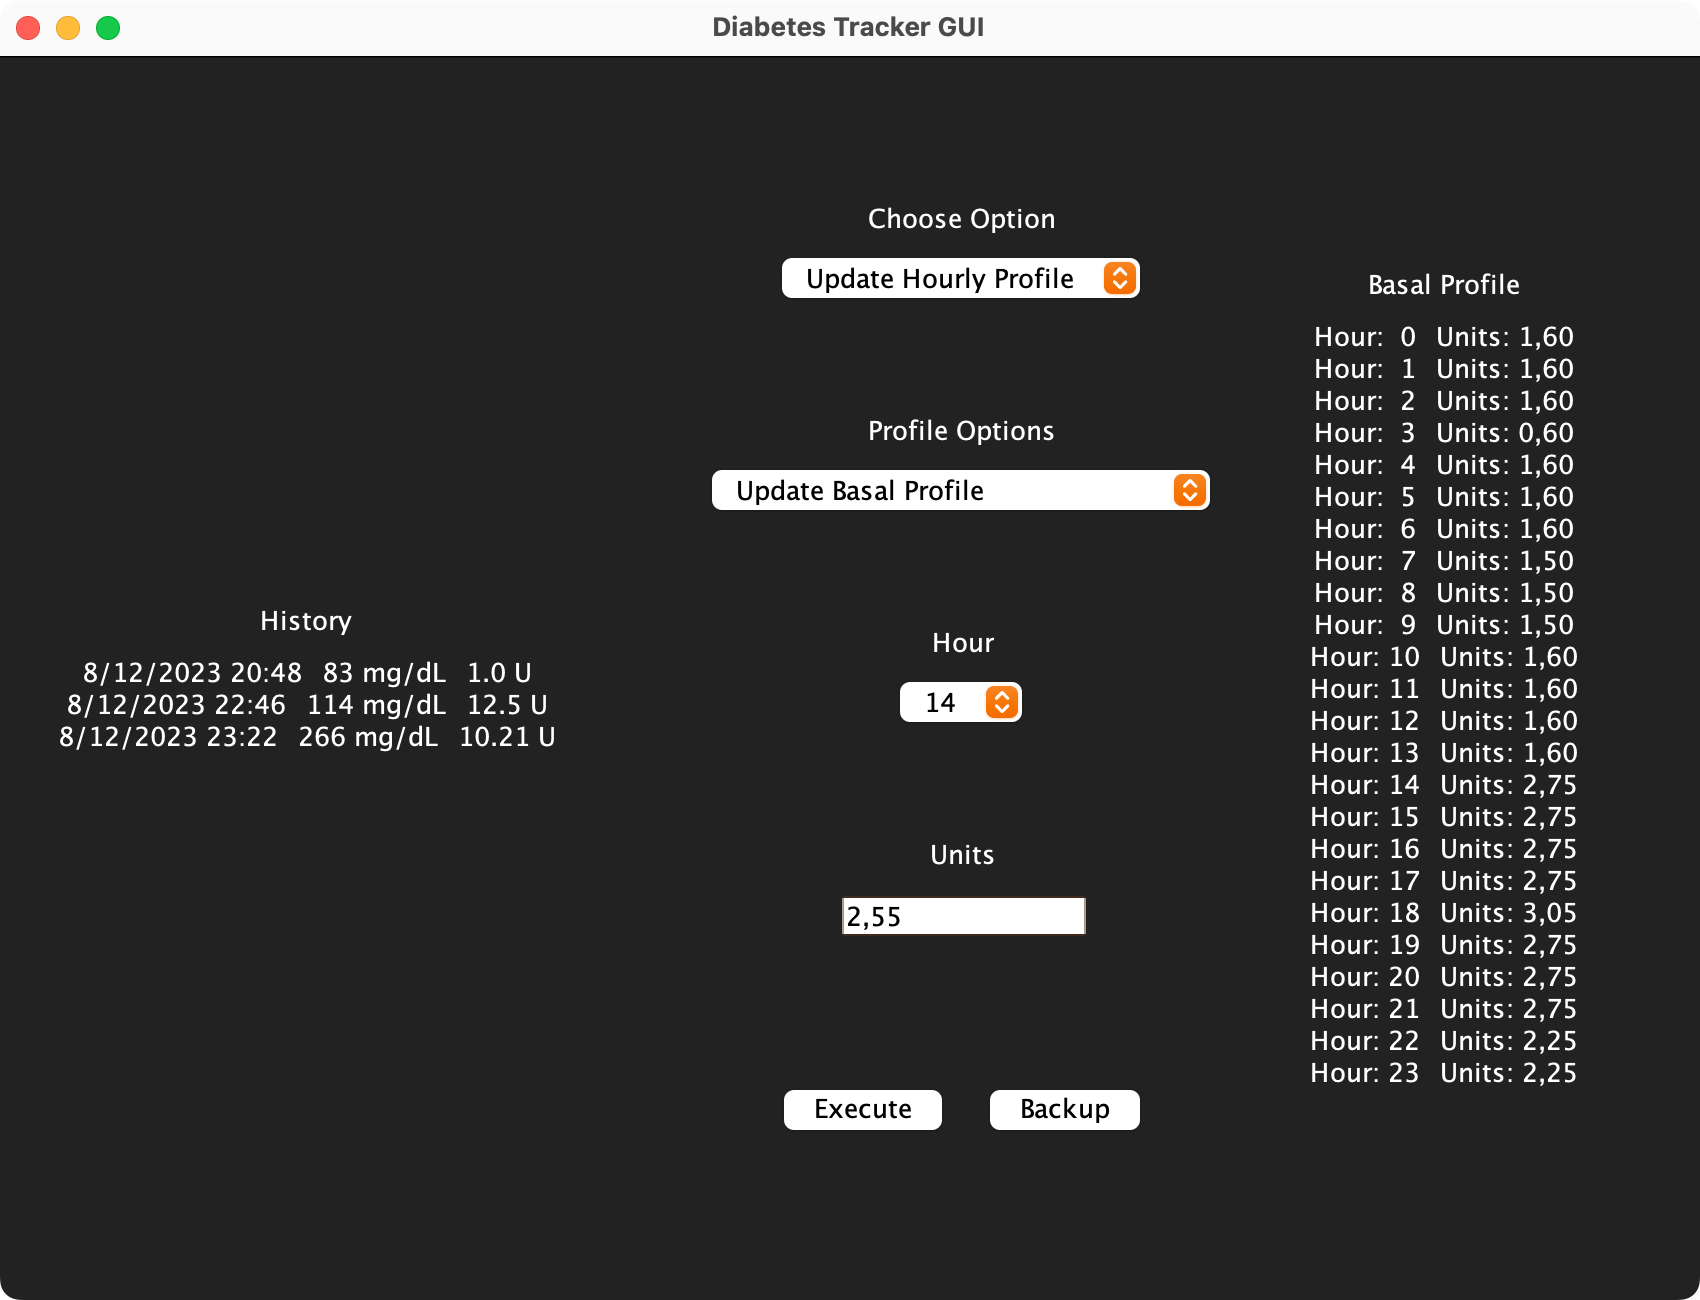 Diabetes Tracker GUI
History
8/12/2023 20:48 83 mg/dL 1.0 U
8/12/2023 22:46 114 mg/dL 12.5 U
8/12/2023 23:22 266 mg/dL 10.21 U
Choose Option
Update Hourly Profile
Profile Options
Update Basal Profile
Hour
14
Units
2,55
Execute
Backup
Basal Profile
Hour: 0 Units: 1,60
Hour: 1 Units: 1,60
Hour: 2 Units: 1,60
Hour: 3 Units: 0,60
Hour: 4 Units: 1,60
Hour: 5 Units: 1,60
Hour: 6 Units: 1,60
Hour: 7 Units: 1,50
Hour: 8 Units: 1,50
Hour: 9 Units: 1,50
Hour: 10 Units: 1,60
Hour: 11 Units: 1,60
Hour: 12 Units: 1,60
Hour: 13 Units: 1,60
Hour: 14 Units: 2,75
Hour: 15 Units: 2,75
Hour: 16 Units: 2,75
Hour: 17 Units: 2,75
Hour: 18 Units: 3,05
Hour: 19 Units: 2,75
Hour: 20 Units: 2,75
Hour: 21 Units: 2,75
Hour: 22 Units: 2,25
Hour: 23 Units: 2,25